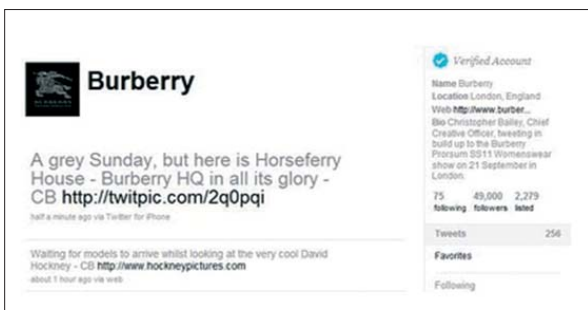 Burberry
BURBERRY
A grey Sunday, but here is Horseferry
House - Burberry HQ in all its glory -
CB http://twitpic.com/2q0pqi
half a minute ago via Twitter for iPhone
Waiting for models to arrive whilst looking at the very cool David
Hockney - CB http://www.hockneypictures.com
about 1 hour ago via web
Verified Account
Name Burberry
Location London, England
Web http://www.burber...
Bio Christopher Bailey, Chief
Creative Officer, tweeting in
build up to the Burberry
Prorsum SS11 Womenswear
show on 21 September in
London.
75 49,000 2,279
following followers listed
Tweets 256
Favorites
Following